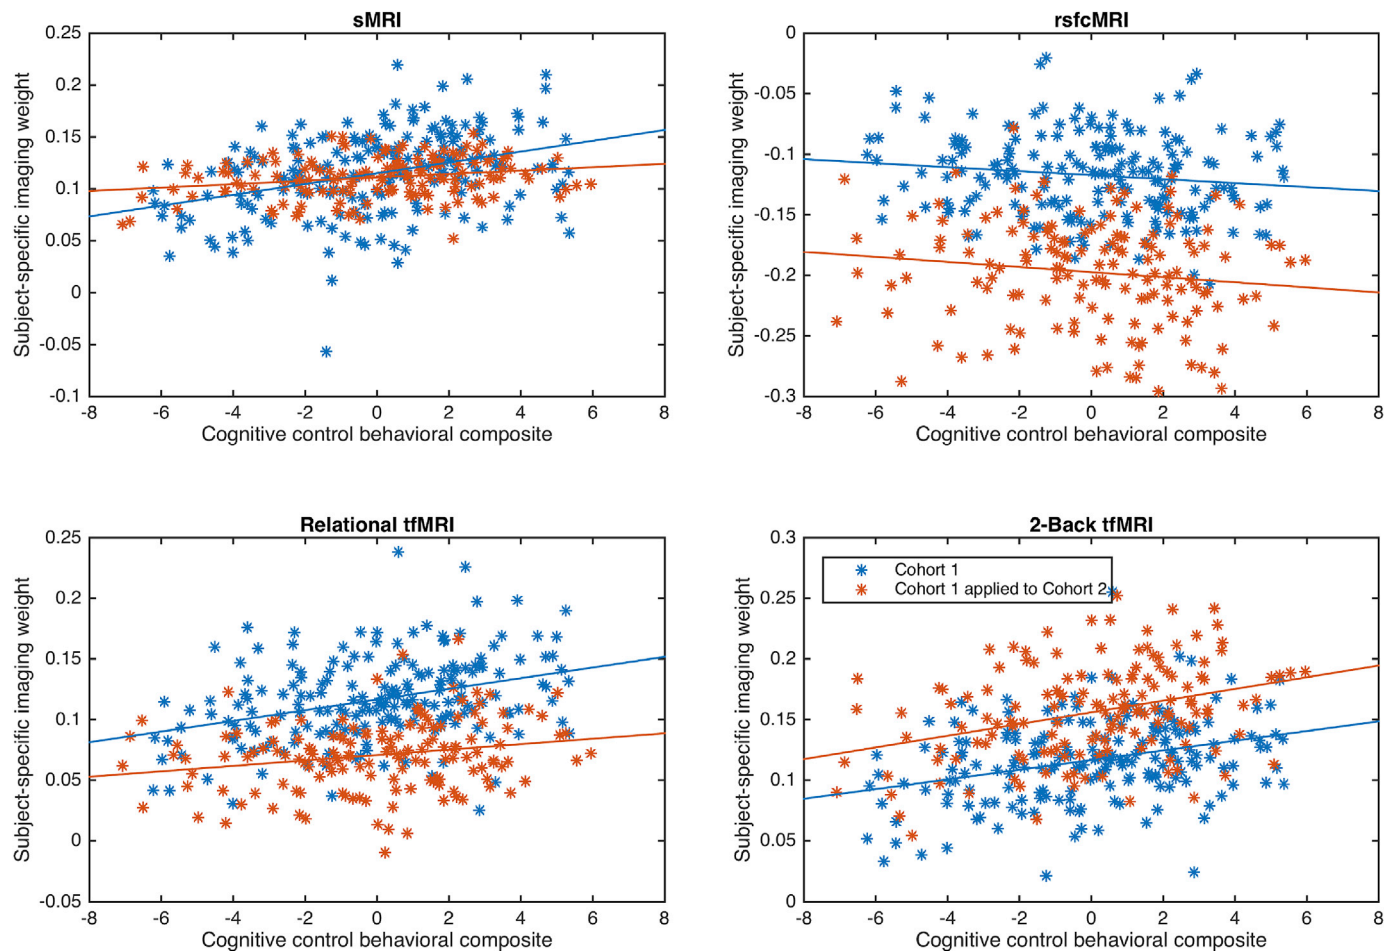 sMRI
0.25
0.2
0.15
0.1
0.05
0
-0.05
-0.1
-8 -6 -4 -2 0 2 4 6 8
Subject-specific imaging weight
Cognitive control behavioral composite
rsfcMRI
0
-0.05
-0.1
-0.15
-0.2
-0.25
-0.3
-8 -6 -4 -2 0 2 4 6 8
Subject-specific imaging weight
Cognitive control behavioral composite
Relational tfMRI
0.25
0.2
0.15
0.1
0.05
0
-0.05
-8 -6 -4 -2 0 2 4 6 8
Subject-specific imaging weight
Cognitive control behavioral composite
2-Back tfMRI
Cohort 1
Cohort 1 applied to Cohort 2
0.3
0.25
0.2
0.15
0.1
0.05
0
-8 -6 -4 -2 0 2 4 6 8
Subject-specific imaging weight
Cognitive control behavioral composite